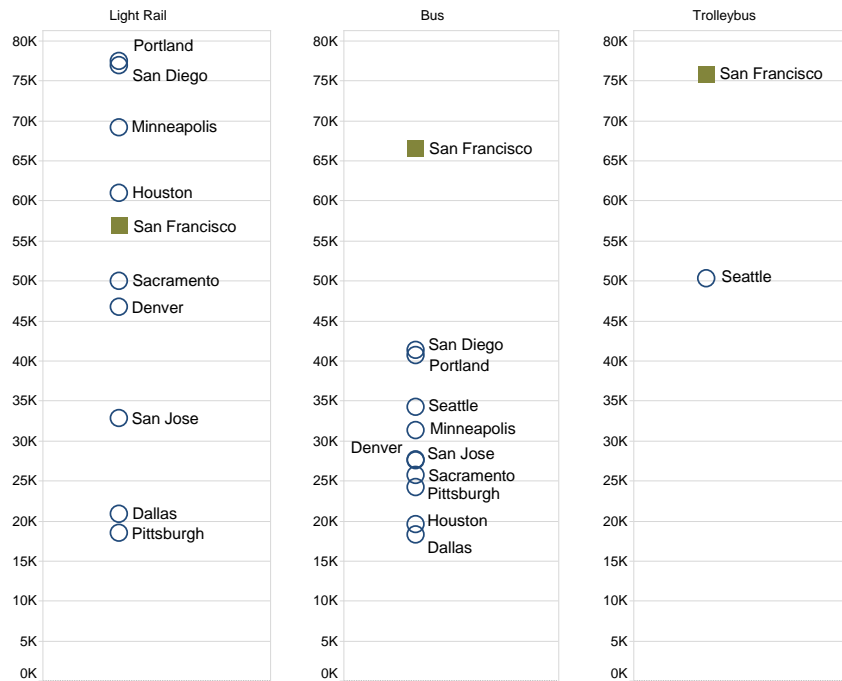 Light Rail
80K
75K
70K
65K
60K
55K
50K
45K
40K
35K
30K
25K
20K
15K
10K
5K
0K
Portland
San Diego
Minneapolis
Houston
San Francisco
Sacramento
Denver
San Jose
Dallas
Pittsburgh
Bus
80K
75K
70K
65K
60K
55K
50K
45K
40K
35K
30K
25K
20K
15K
10K
5K
0K
San Francisco
San Diego
Portland
Seattle
Minneapolis
Denver
San Jose
Sacramento
Pittsburgh
Houston
Dallas
Trolleybus
80K
75K
70K
65K
60K
55K
50K
45K
40K
35K
30K
25K
20K
15K
10K
5K
0K
San Francisco
Seattle